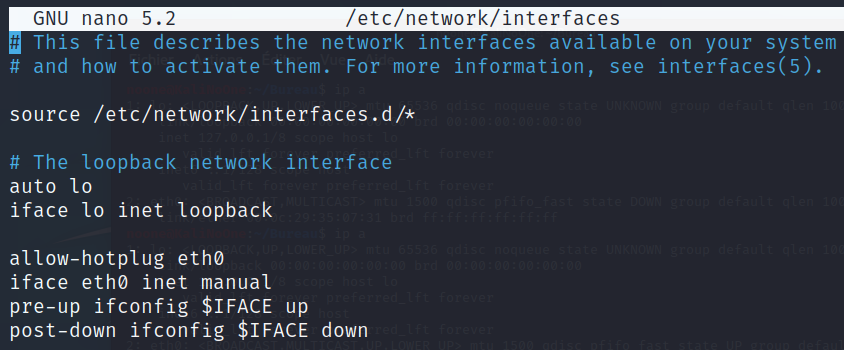 GNU nano 5.2 /etc/network/interfaces
# This file describes the network interfaces available on your system
# and how to activate them. For more information, see interfaces(5).
source /etc/network/interfaces.d/*
# The loopback network interface
auto lo
iface lo inet loopback
allow-hotplug eth0
iface eth0 inet manual
pre-up ifconfig $IFACE up
post-down ifconfig $IFACE down